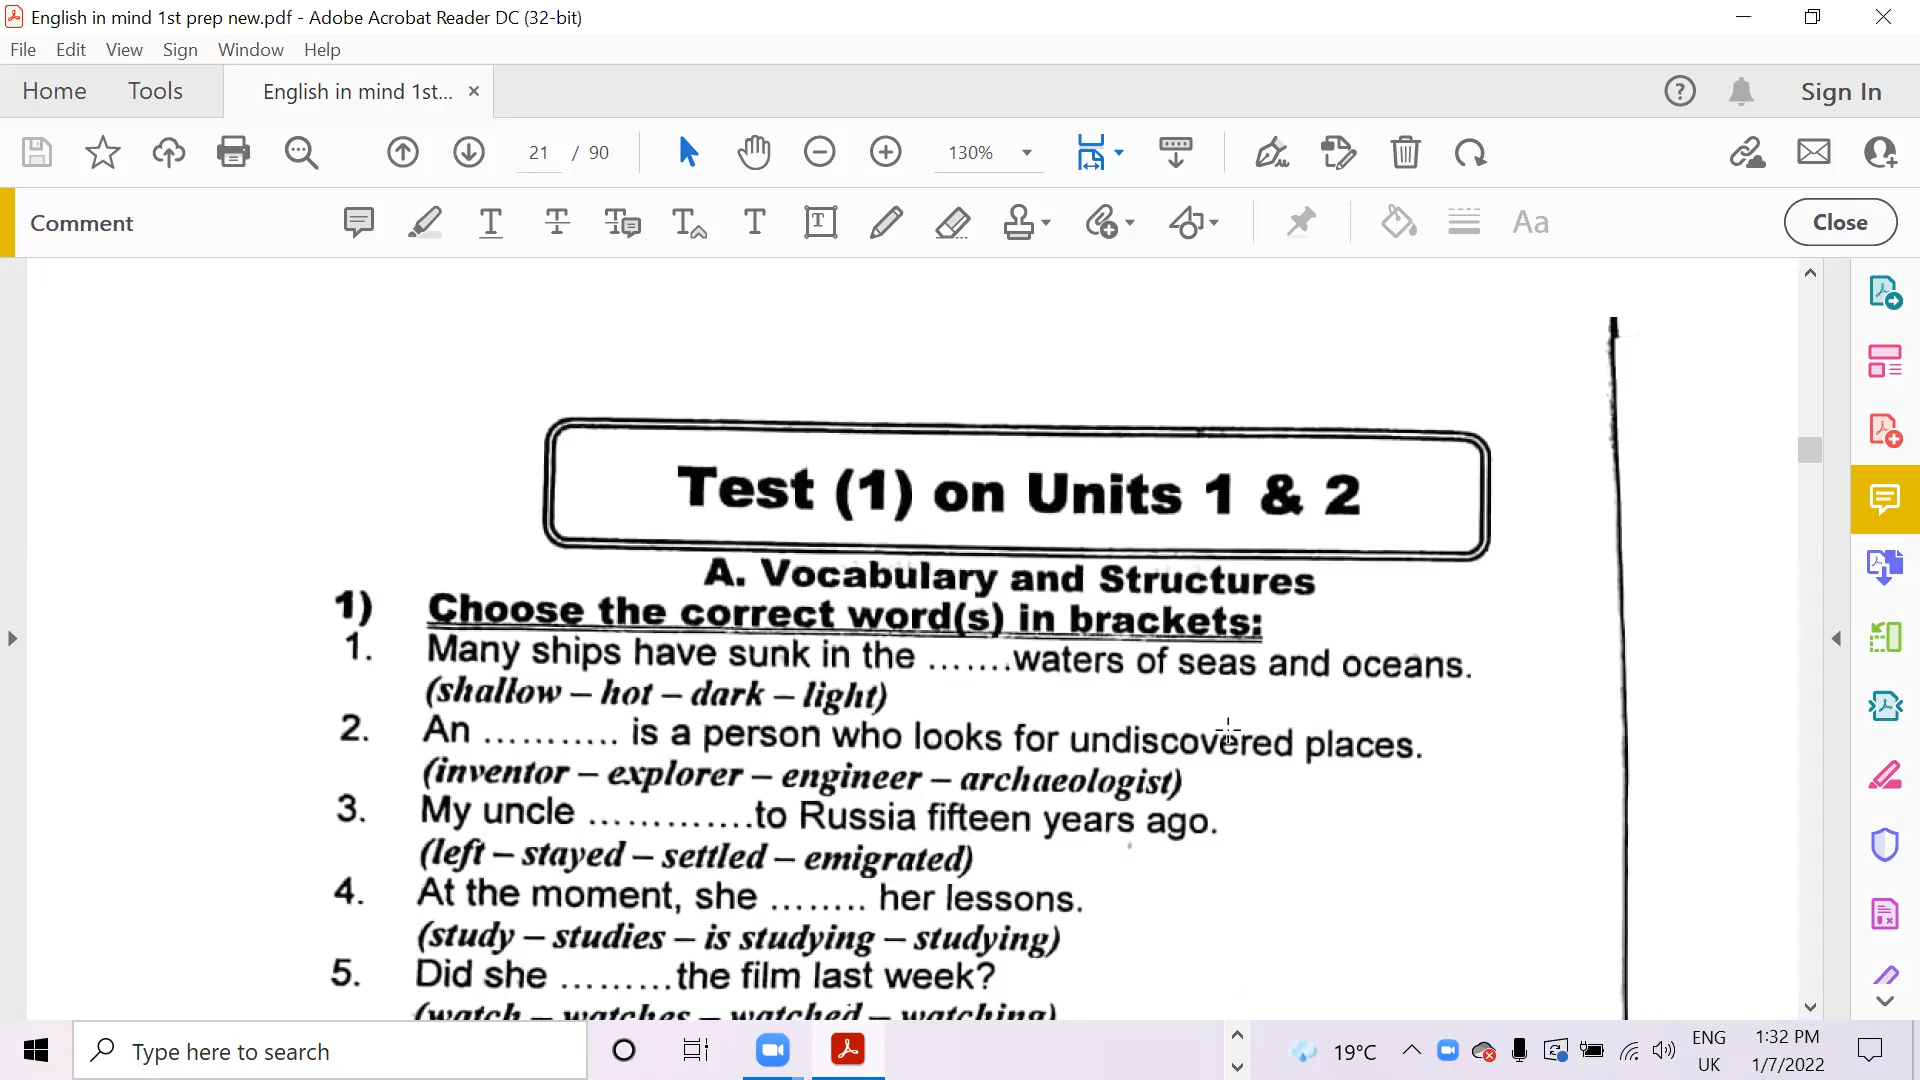 English in mind 1st prep new.pdf - Adobe Acrobat Reader DC (32-bit)
File Edit View Sign Window Help
Home Tools English in mind 1st... × Sign In
21 / 90 130%
Comment Aa Close
Test (1) on Units 1 & 2
A. Vocabulary and Structures
1) Choose the correct word(s) in brackets:
1. Many ships have sunk in the .......waters of seas and oceans.
(shallow – hot – dark – light)
2. An ............ is a person who looks for undiscovered places.
(inventor – explorer – engineer – archaeologist)
3. My uncle ..............to Russia fifteen years ago.
(left – stayed – settled – emigrated)
4. At the moment, she ........ her lessons.
(study – studies – is studying – studying)
5. Did she .........the film last week?
(watch – watches – watched – watching)
Type here to search 19°C ENG 1:32 PM
UK 1/7/2022